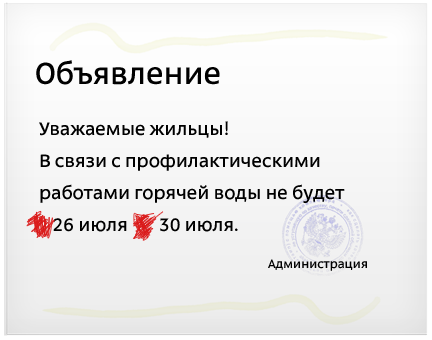 Объявление
Уважаемые жильцы!
В связи с профилактическими
работами горячей воды не будет
26 июля 30 июля.
Администрация